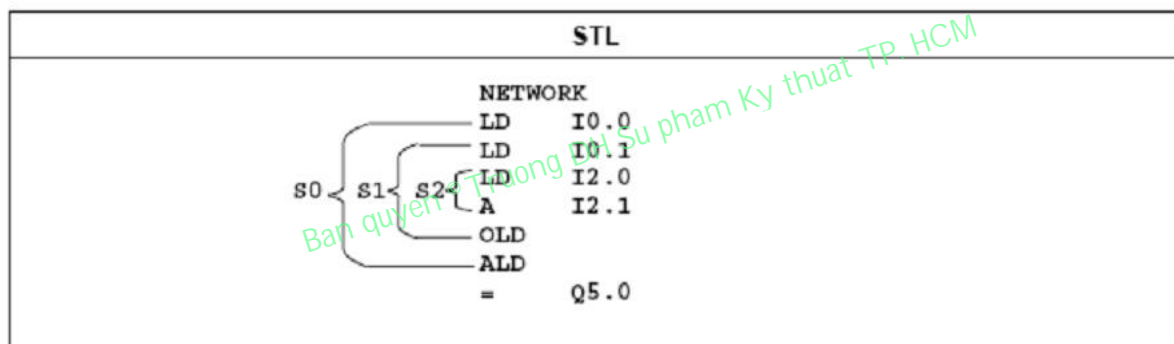 STL
NETWORK
LD I0.0
LD I0.1
S0 S1 S2 LD I2.0
A I2.1
OLD
ALD
= Q5.0
Ban quyen © Truong DH Su pham Ky thuat TP. HCM